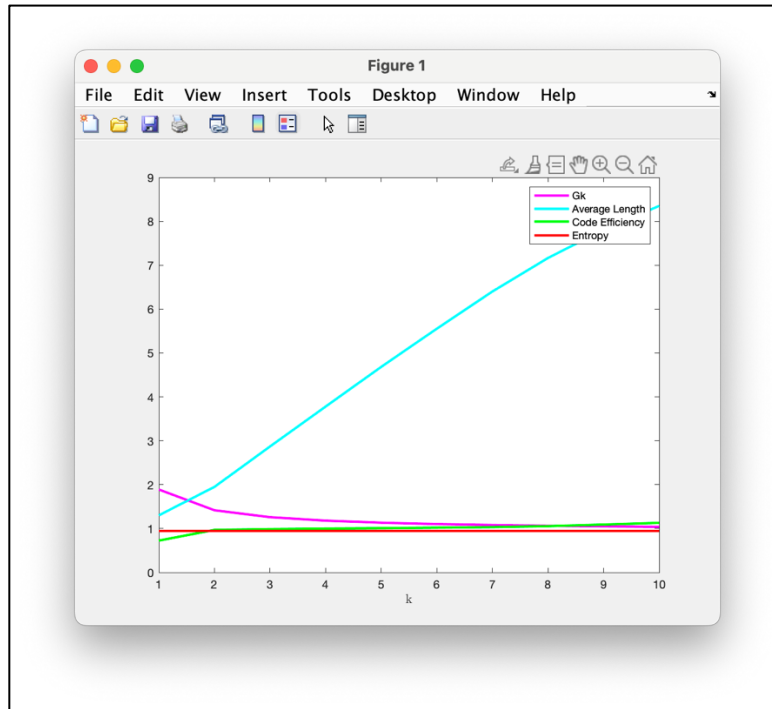 Figure 1
File Edit View Insert Tools Desktop Window Help
9
8
7
6
5
4
3
2
1
0
Gk
Average Length
Code Efficiency
Entropy
1 2 3 4 5 6 7 8 9 10
k